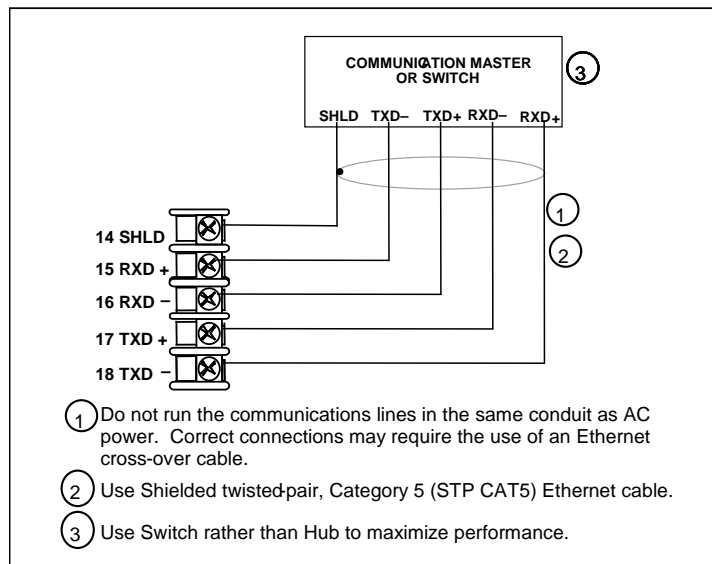 COMMUNICATION MASTER
OR SWITCH
3
SHLD TXD– TXD+ RXD– RXD+
1
2
14 SHLD
15 RXD +
16 RXD –
17 TXD +
18 TXD –
1 Do not run the communications lines in the same conduit as AC
power. Correct connections may require the use of an Ethernet
cross-over cable.
2 Use Shielded twisted-pair, Category 5 (STP CAT5) Ethernet cable.
3 Use Switch rather than Hub to maximize performance.